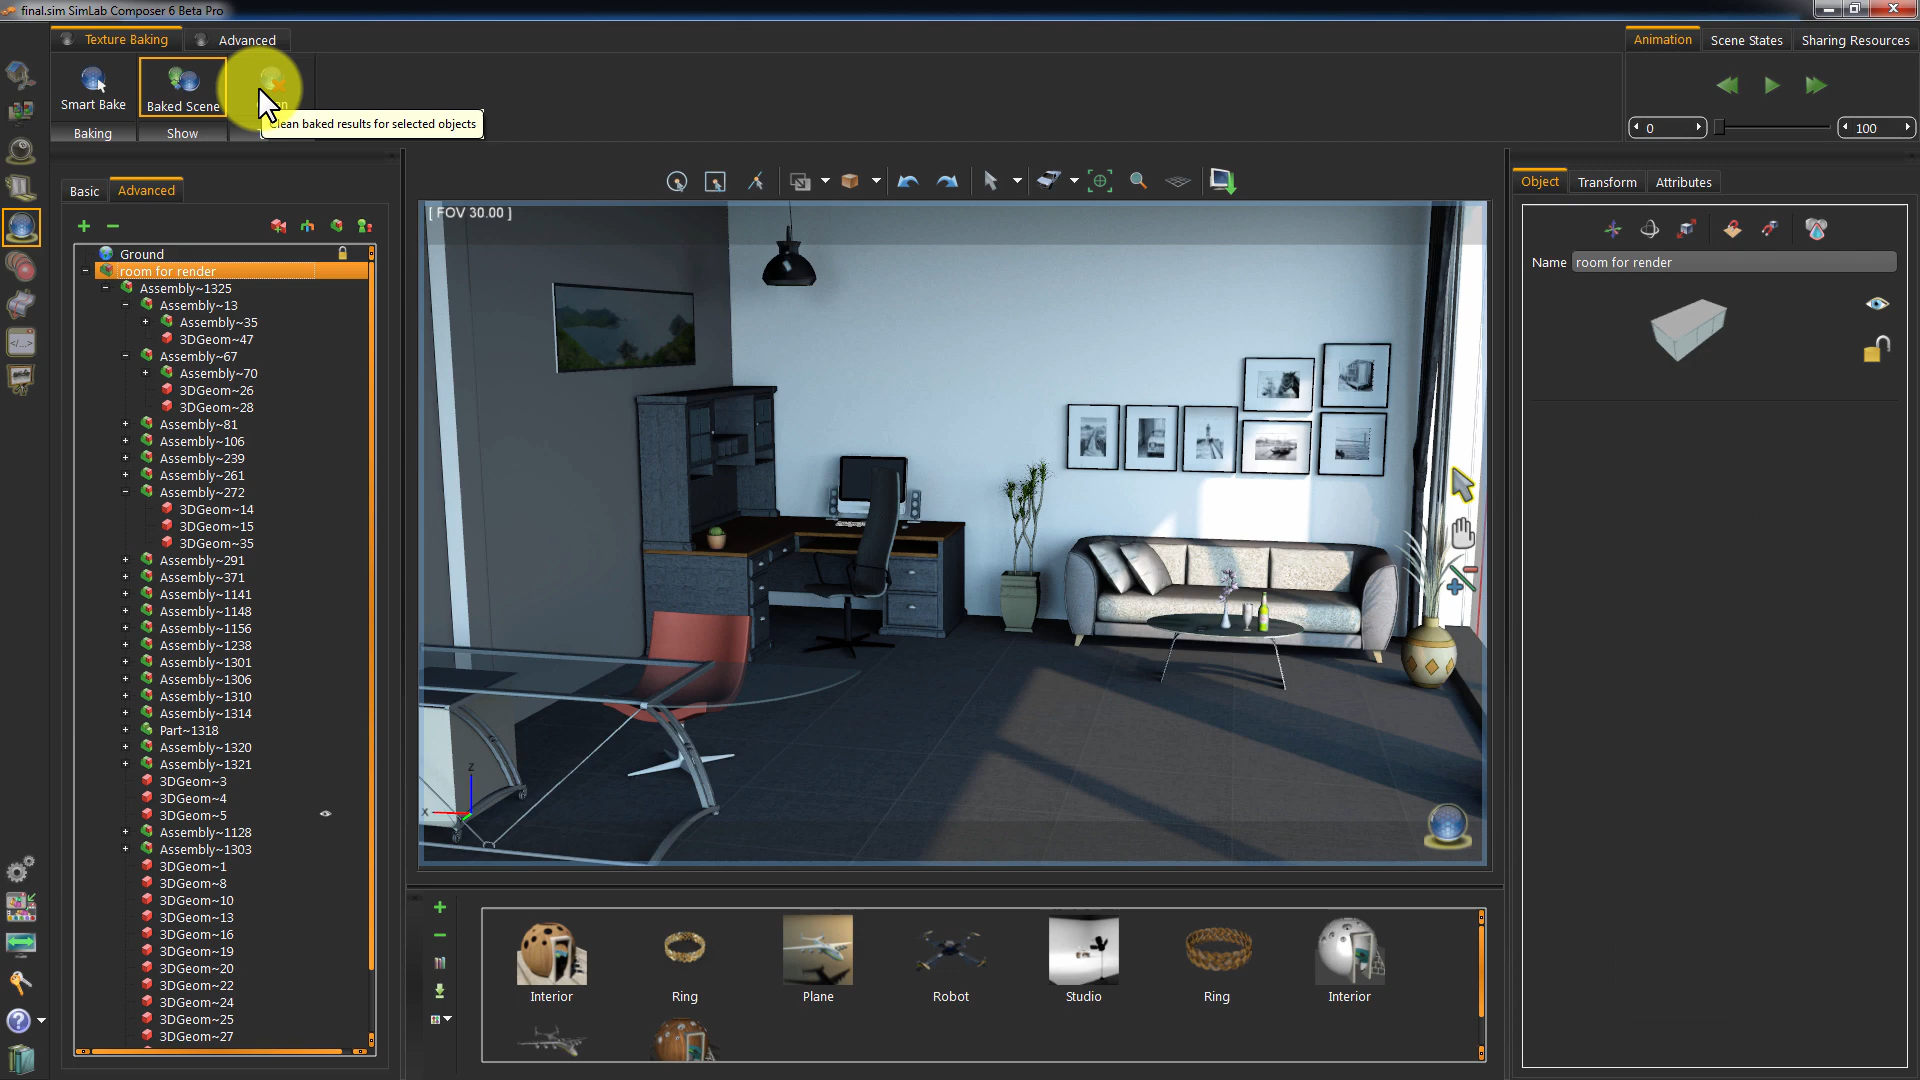 final.sim SimLab Composer 6 Beta Pro
Texture Baking
Advanced
Smart Bake
Baked Scene
Clean baked results for selected objects
Baking
Show
Animation
Scene States
Sharing Resources
0
100
Basic
Advanced
Ground
room for render
Assembly~1325
Assembly~13
Assembly~35
3DGeom~47
Assembly~67
Assembly~70
3DGeom~26
3DGeom~28
Assembly~81
Assembly~106
Assembly~239
Assembly~261
Assembly~272
3DGeom~14
3DGeom~15
3DGeom~35
Assembly~291
Assembly~371
Assembly~1141
Assembly~1148
Assembly~1156
Assembly~1238
Assembly~1301
Assembly~1306
Assembly~1310
Assembly~1314
Part~1318
Assembly~1320
Assembly~1321
3DGeom~3
3DGeom~4
3DGeom~5
Assembly~1128
Assembly~1303
3DGeom~1
3DGeom~8
3DGeom~10
3DGeom~13
3DGeom~16
3DGeom~19
3DGeom~20
3DGeom~22
3DGeom~24
3DGeom~25
3DGeom~27
[ FOV 30.00 ]
Z
X
Interior
Ring
Plane
Robot
Studio
Ring
Interior
Object
Transform
Attributes
Name
room for render